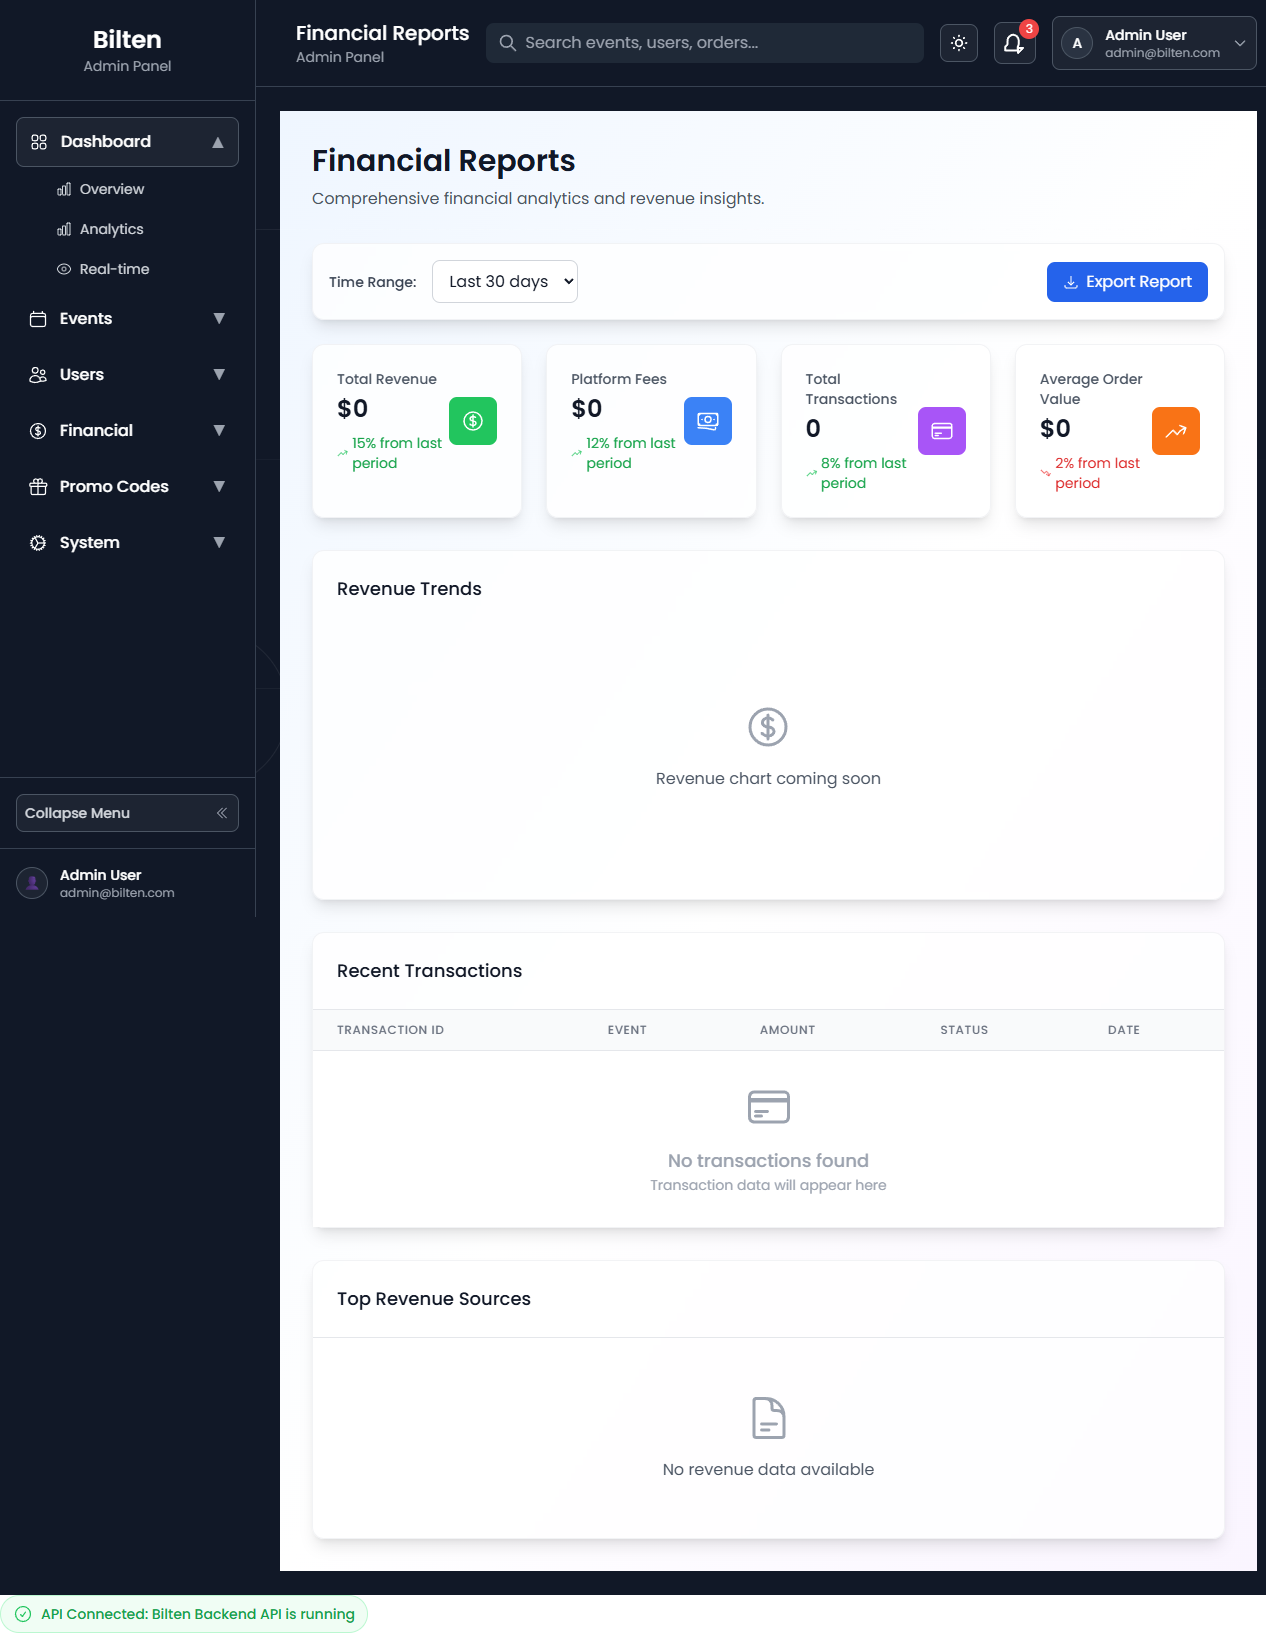 Bilten
Admin Panel
Dashboard
Overview
Analytics
Real-time
Events
Users
Financial
Promo Codes
System
Collapse Menu
Admin User
admin@bilten.com
Financial Reports
Admin Panel
Search events, users, orders...
3
A
Admin User
admin@bilten.com
Financial Reports
Comprehensive financial analytics and revenue insights.
Time Range:
Last 30 days
Export Report
Total Revenue
$0
15% from last
period
Platform Fees
$0
12% from last
period
Total
Transactions
0
8% from last
period
Average Order
Value
$0
2% from last
period
Revenue Trends
Revenue chart coming soon
Recent Transactions
TRANSACTION ID EVENT AMOUNT STATUS DATE
No transactions found
Transaction data will appear here
Top Revenue Sources
No revenue data available
API Connected: Bilten Backend API is running